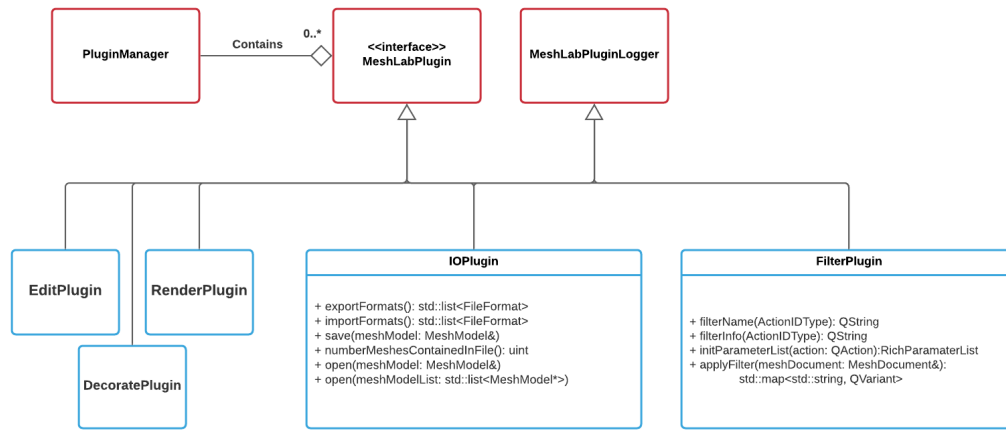 PluginManager
Contains
0..*
<<interface>>
MeshLabPlugin
MeshLabPluginLogger
EditPlugin
RenderPlugin
DecoratePlugin
IOPlugin
+ exportFormats(): std::list<FileFormat>
+ importFormats(): std::list<FileFormat>
+ save(meshModel: MeshModel&)
+ numberMeshesContainedInFile(): uint
+ open(meshModel: MeshModel&)
+ open(meshModelList: std::list<MeshModel*>)
FilterPlugin
+ filterName(ActionIDType): QString
+ filterInfo(ActionIDType): QString
+ initParameterList(action: QAction):RichParamaterList
+ applyFilter(meshDocument: MeshDocument&):
std::map<std::string, QVariant>